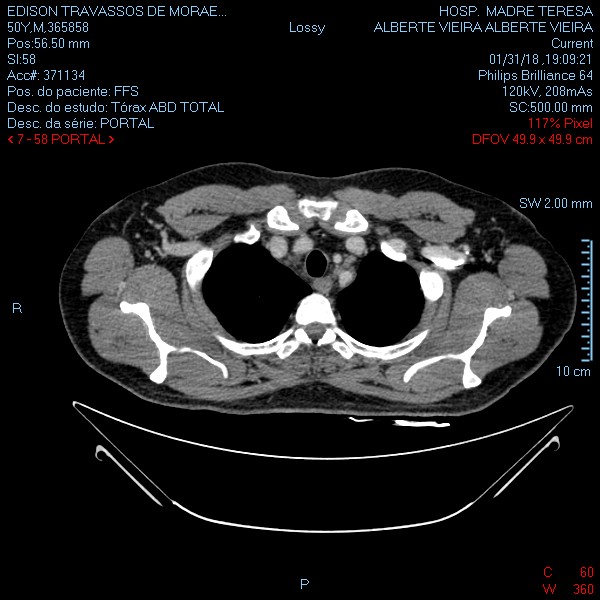 EDISON TRAVASSOS DE MORAE...
50Y,M,365858
Pos:56.50 mm
SI:58
Acc#: 371134
Pos. do paciente: FFS
Desc. do estudo: Tórax ABD TOTAL
Desc. da série: PORTAL
< 7 - 58 PORTAL >
Lossy
HOSP. MADRE TERESA
ALBERTE VIEIRA ALBERTE VIEIRA
Current
01/31/18 ,19:09:21
Philips Brilliance 64
120kV, 208mAs
SC:500.00 mm
117% Pixel
DFOV 49.9 x 49.9 cm
SW 2.00 mm
R
10 cm
P
C 60
W 360